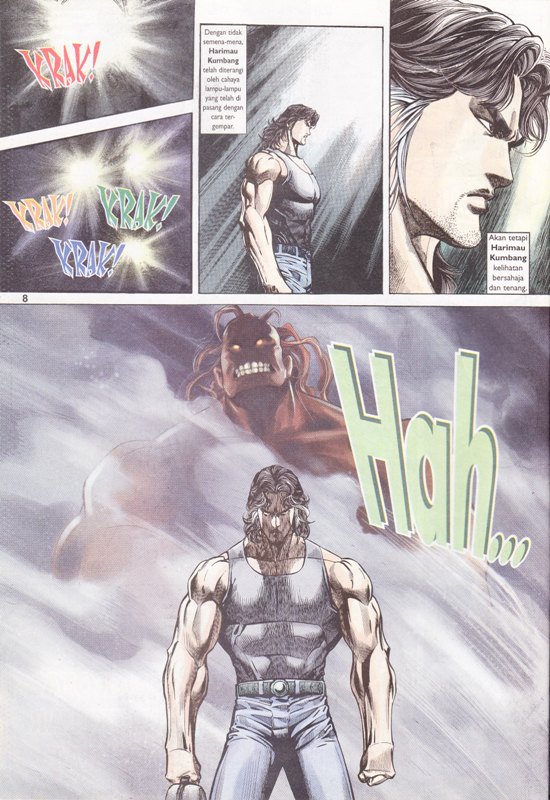 KRAK!
KRAK!
KRAK!
KRAK!
Dengan tidak
semena-mena,
Harimau
Kumbang
telah diterangi
oleh cahaya
lampu-lampu
yang telah di
pasang dengan
cara ter-
gempar.
Akan tetapi
Harimau
Kumbang
kelihatan
bersahaja
dan tenang.
8
Hah...